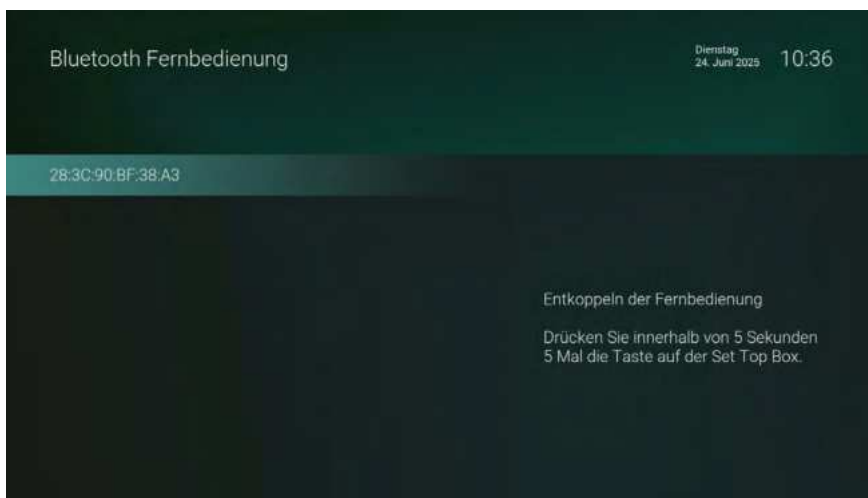 Bluetooth Fernbedienung
Dienstag
24. Juni 2025
10:36
28:3C:90:BF:38:A3
Entkoppeln der Fernbedienung
Drücken Sie innerhalb von 5 Sekunden
5 Mal die Taste auf der Set Top Box.